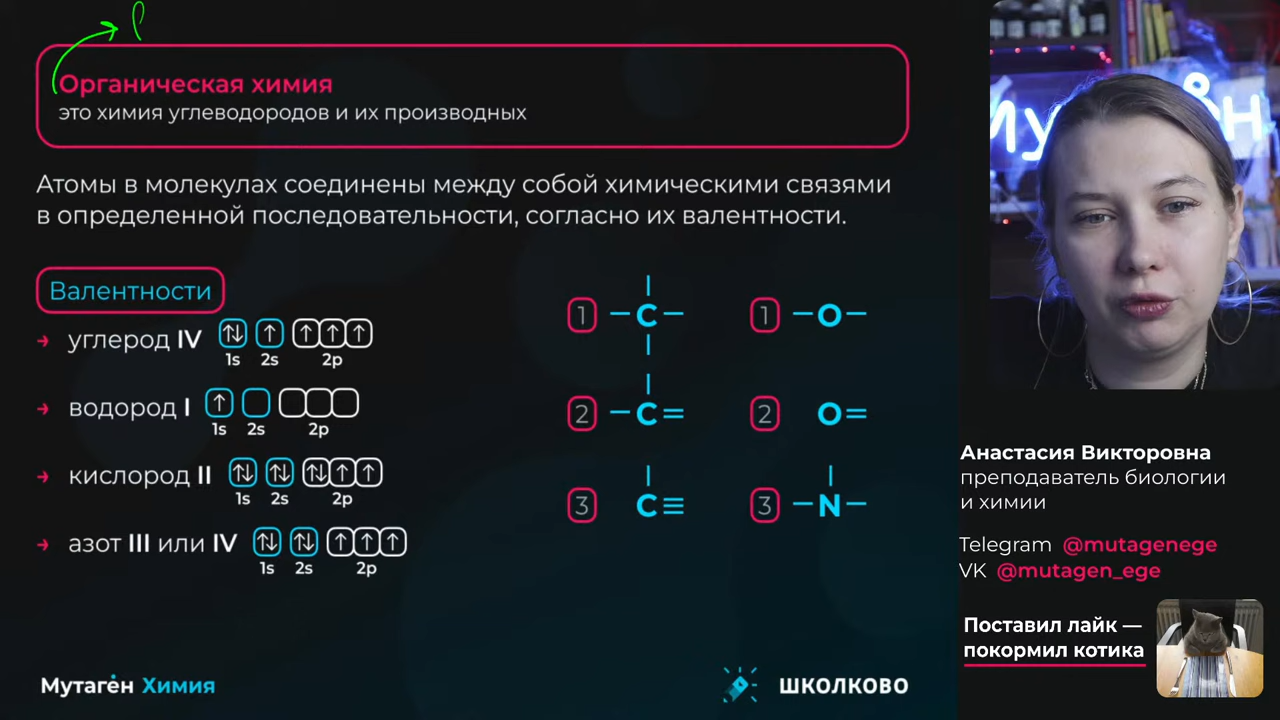 Органическая химия
это химия углеводородов и их производных
Атомы в молекулах соединены между собой химическими связями
в определенной последовательности, согласно их валентности.
Валентности
→ углерод IV ⇅ ↑ ↑ ↑ ↑
1s 2s 2p
→ водород I ↑
1s 2s 2p
→ кислород II ⇅ ⇅ ⇅ ↑ ↑
1s 2s 2p
→ азот III или IV ⇅ ⇅ ↑ ↑ ↑
1s 2s 2p
1 –C–
2 –C=
3 C≡
1 –O–
2 O=
3 –N–
Мутаген Химия
ШКОЛКОВО
Анастасия Викторовна
преподаватель биологии
и химии
Telegram @mutagenege
VK @mutagen_ege
Поставил лайк —
покормил котика